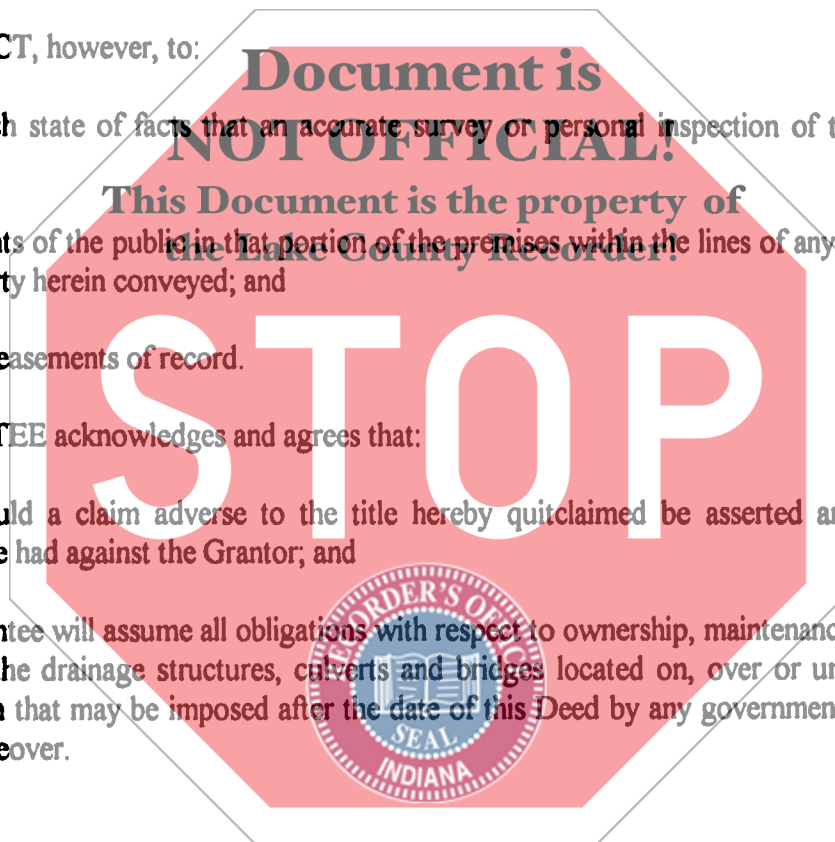 CT, however, to:
Document is
h state of facts that an accurate survey or personal inspection of t
NOT OFFICIAL!
This Document is the property of
ts of the public in that portion of the premises within the lines of any
the Lake County Recorder!
ty herein conveyed; and
easements of record.
STOP
TEE acknowledges and agrees that:
uld a claim adverse to the title hereby quitclaimed be asserted an
e had against the Grantor; and
ntee will assume all obligations with respect to ownership, maintenanc
he drainage structures, culverts and bridges located on, over or un
n that may be imposed after the date of this Deed by any governmen
eover.
RECORDER'S OFFICE
SEAL
INDIANA